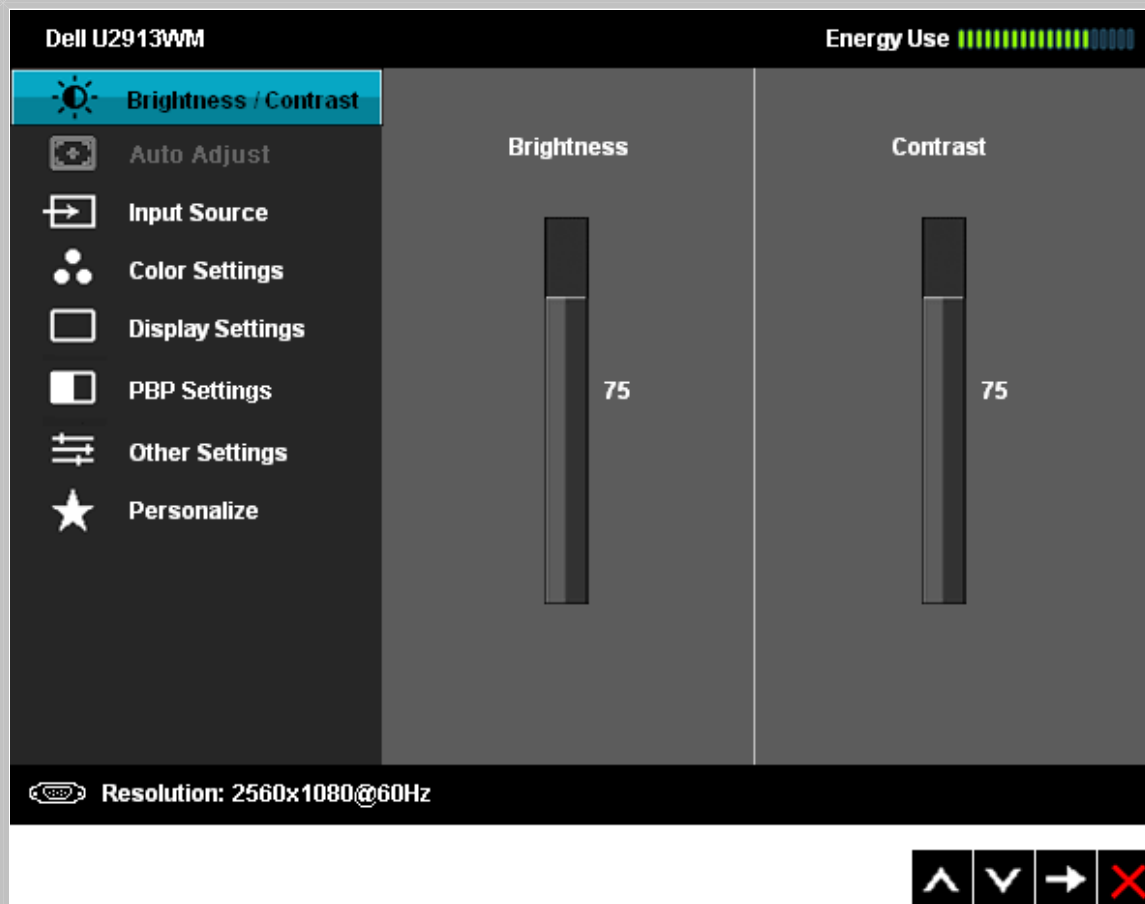 Dell U2913WM
Energy Use
Brightness / Contrast
Auto Adjust
Input Source
Color Settings
Display Settings
PBP Settings
Other Settings
Personalize
Brightness
75
Contrast
75
Resolution: 2560x1080@60Hz